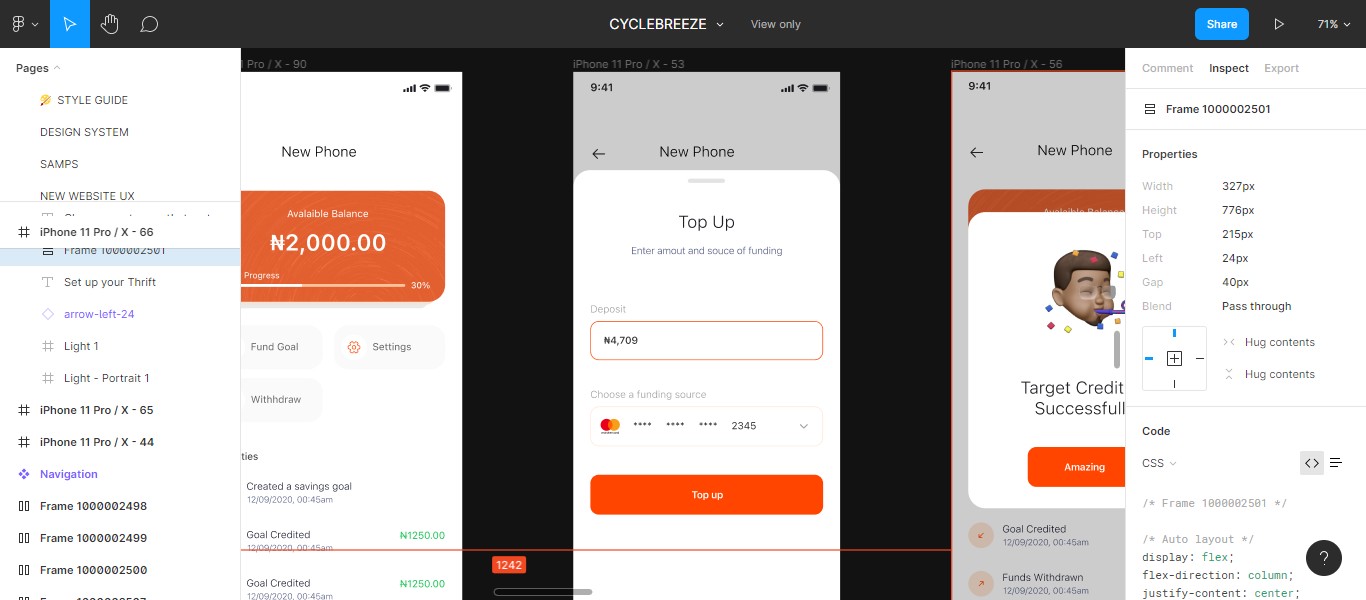 CYCLEBREEZE
View only
Share
71%
Pages
STYLE GUIDE
DESIGN SYSTEM
SAMPS
NEW WEBSITE UX
iPhone 11 Pro / X - 66
Frame 1000002501
Set up your Thrift
arrow-left-24
Light 1
Light - Portrait 1
iPhone 11 Pro / X - 65
iPhone 11 Pro / X - 44
Navigation
Frame 1000002498
Frame 1000002499
Frame 1000002500
Pro / X - 90
New Phone
Avalaible Balance
₦2,000.00
Progress
30%
Fund Goal
Settings
Withhdraw
ties
Created a savings goal
12/09/2020, 00:45am
Goal Credited
₦1250.00
12/09/2020, 00:45am
Goal Credited
₦1250.00
12/09/2020, 00:45am
1242
iPhone 11 Pro / X - 53
9:41
New Phone
Top Up
Enter amout and souce of funding
Deposit
₦4,709
Choose a funding source
**** **** **** 2345
Top up
iPhone 11 Pro / X - 56
9:41
New Phone
Avalaible Balance
Target Credit
Successfull
Amazing
Goal Credited
12/09/2020, 00:45am
Funds Withdrawn
12/09/2020, 00:45am
Comment
Inspect
Export
Frame 1000002501
Properties
Width 327px
Height 776px
Top 215px
Left 24px
Gap 40px
Blend Pass through
Hug contents
Hug contents
Code
CSS
/* Frame 1000002501 */
/* Auto layout */
display: flex;
flex-direction: column;
justify-content: center;
?